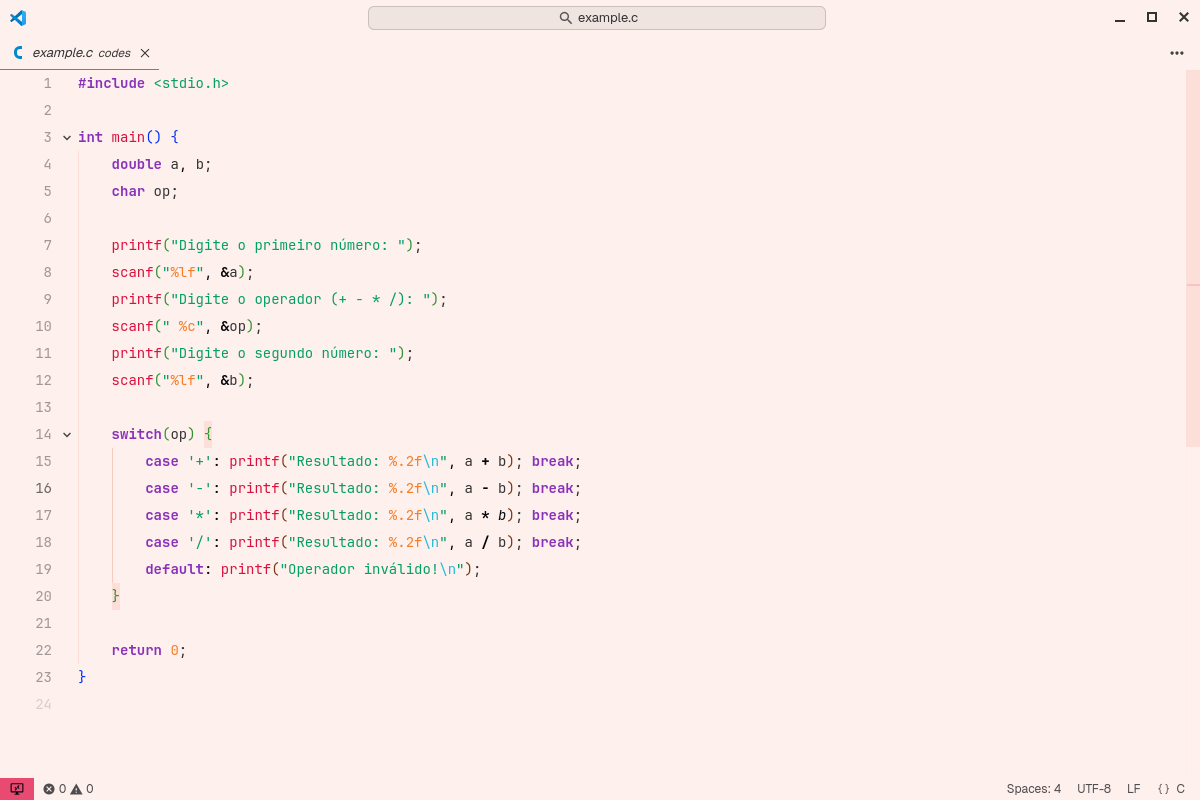 example.c
example.c codes
1 #include <stdio.h>
2
3 int main() {
4     double a, b;
5     char op;
6
7     printf("Digite o primeiro número: ");
8     scanf("%lf", &a);
9     printf("Digite o operador (+ - * /): ");
10     scanf(" %c", &op);
11     printf("Digite o segundo número: ");
12     scanf("%lf", &b);
13
14     switch(op) {
15         case '+': printf("Resultado: %.2f\n", a + b); break;
16         case '-': printf("Resultado: %.2f\n", a - b); break;
17         case '*': printf("Resultado: %.2f\n", a * b); break;
18         case '/': printf("Resultado: %.2f\n", a / b); break;
19         default: printf("Operador inválido!\n");
20     }
21
22     return 0;
23 }
24
0 0 Spaces: 4 UTF-8 LF {} C